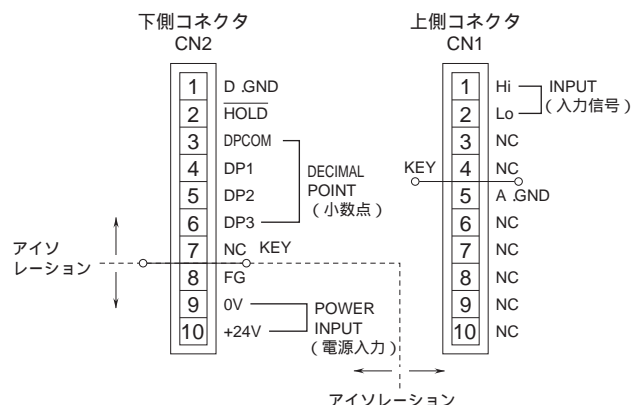 下側コネクタ
CN2
1 D.GND
2 HOLD
3 DPCOM
4 DP1
5 DP2
6 DP3
7 NC
8 FG
9 0V
10 +24V
DECIMAL
POINT
(小数点)
KEY
POWER
INPUT
(電源入力)
アイソ
レーション
上側コネクタ
CN1
1 Hi
2 Lo
3 NC
4 NC
5 A.GND
6 NC
7 NC
8 NC
9 NC
10 NC
INPUT
(入力信号)
KEY
アイソレーション